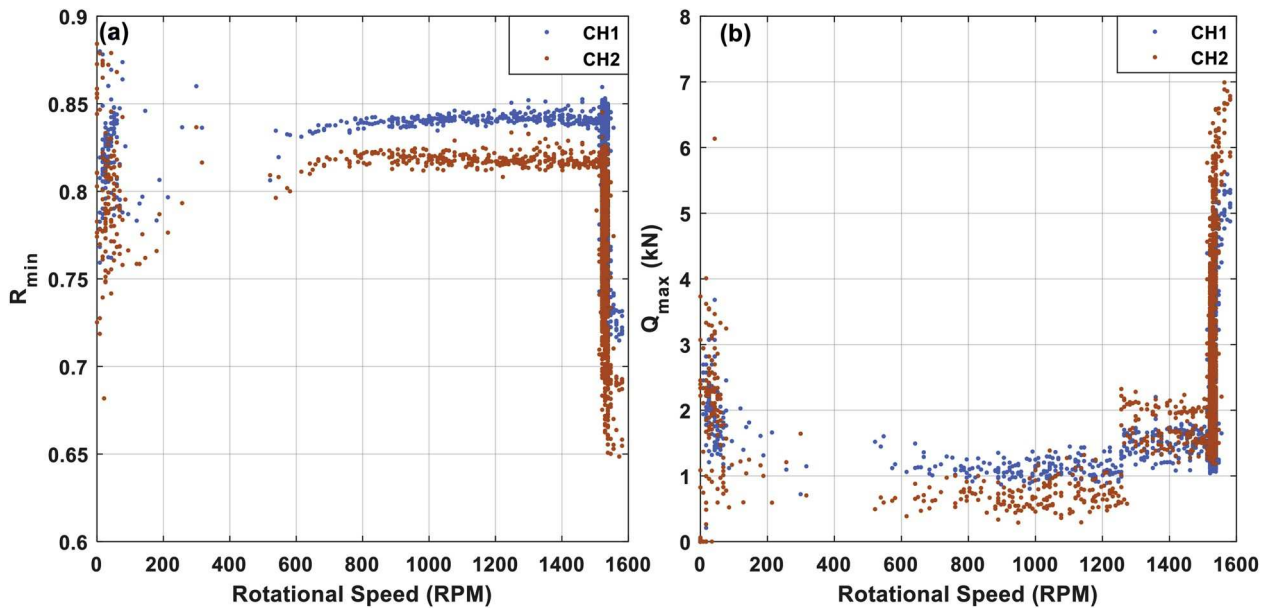 (a)
CH1
CH2
0.9
0.85
0.8
0.75
0.7
0.65
0.6
R_min
0 200 400 600 800 1000 1200 1400 1600
Rotational Speed (RPM)
(b)
CH1
CH2
8
7
6
5
4
3
2
1
0
Q_max (kN)
0 200 400 600 800 1000 1200 1400 1600
Rotational Speed (RPM)